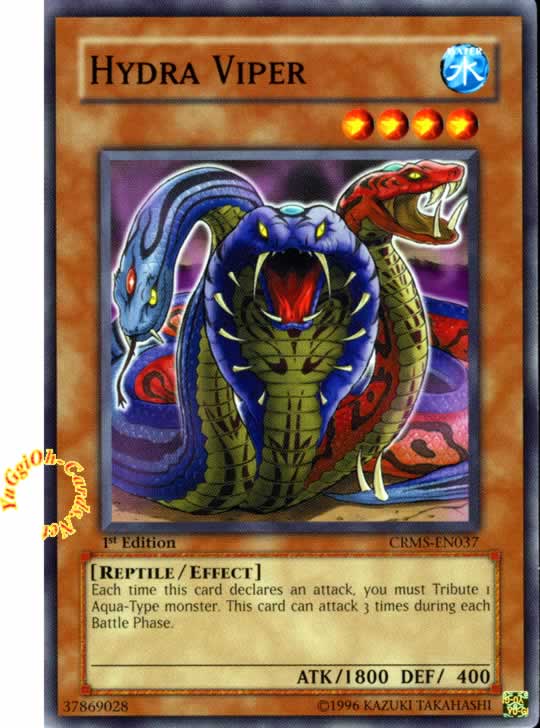 HYDRA VIPER
WATER
水
YuGgiOh-Cards.Net
1st Edition
CRMS-EN037
[REPTILE/EFFECT]
Each time this card declares an attack, you must Tribute 1
Aqua-Type monster. This card can attack 3 times during each
Battle Phase.
ATK/1800 DEF/ 400
37869028
©1996 KAZUKI TAKAHASHI